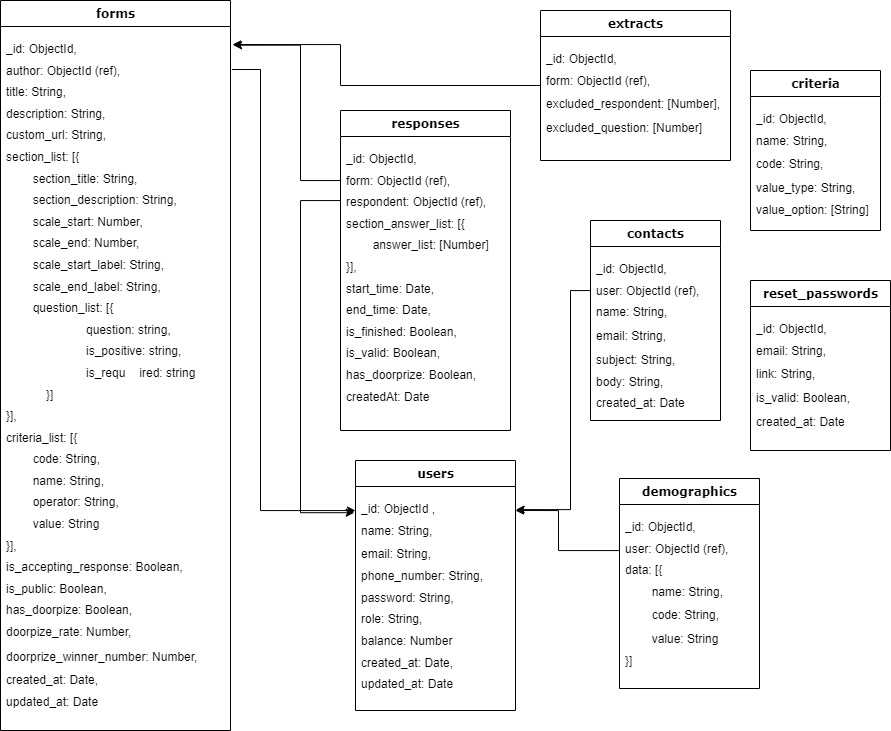 forms
_id: ObjectId,
author: ObjectId (ref),
title: String,
description: String,
custom_url: String,
section_list: [{
section_title: String,
section_description: String,
scale_start: Number,
scale_end: Number,
scale_start_label: String,
scale_end_label: String,
question_list: [{
question: string,
is_positive: string,
is_requ ired: string
}]
}],
criteria_list: [{
code: String,
name: String,
operator: String,
value: String
}],
is_accepting_response: Boolean,
is_public: Boolean,
has_doorpize: Boolean,
doorpize_rate: Number,
doorprize_winner_number: Number,
created_at: Date,
updated_at: Date
responses
_id: ObjectId,
form: ObjectId (ref),
respondent: ObjectId (ref),
section_answer_list: [{
answer_list: [Number]
}],
start_time: Date,
end_time: Date,
is_finished: Boolean,
is_valid: Boolean,
has_doorprize: Boolean,
createdAt: Date
users
_id: ObjectId ,
name: String,
email: String,
phone_number: String,
password: String,
role: String,
balance: Number
created_at: Date,
updated_at: Date
extracts
_id: ObjectId,
form: ObjectId (ref),
excluded_respondent: [Number],
excluded_question: [Number]
contacts
_id: ObjectId,
user: ObjectId (ref),
name: String,
email: String,
subject: String,
body: String,
created_at: Date
demographics
_id: ObjectId,
user: ObjectId (ref),
data: [{
name: String,
code: String,
value: String
}]
criteria
_id: ObjectId,
name: String,
code: String,
value_type: String,
value_option: [String]
reset_passwords
_id: ObjectId,
email: String,
link: String,
is_valid: Boolean,
created_at: Date